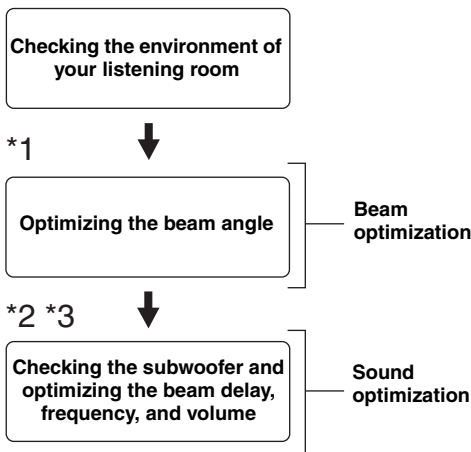 Checking the environment of
your listening room
*1
Optimizing the beam angle
Beam
optimization
*2 *3
Checking the subwoofer and
optimizing the beam delay,
frequency, and volume
Sound
optimization